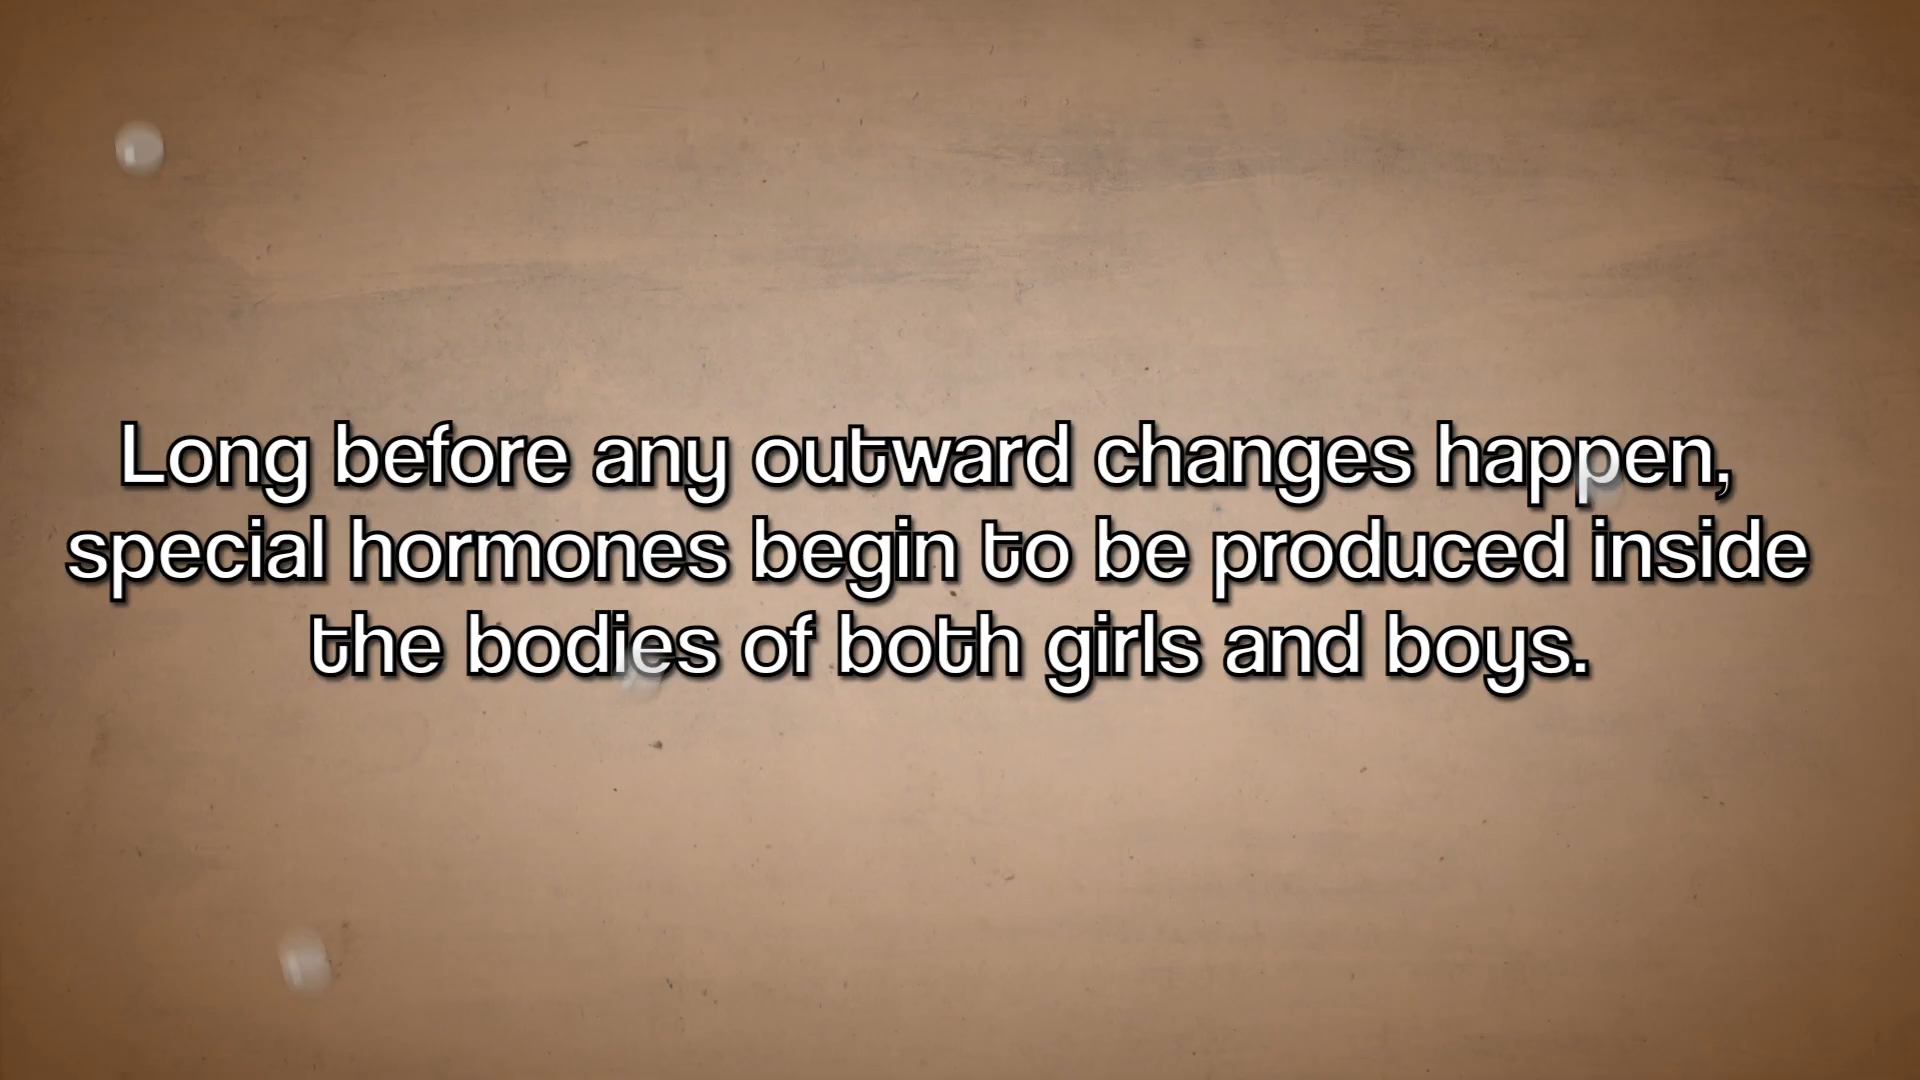 Long before any outward changes happen,
special hormones begin to be produced inside
the bodies of both girls and boys.